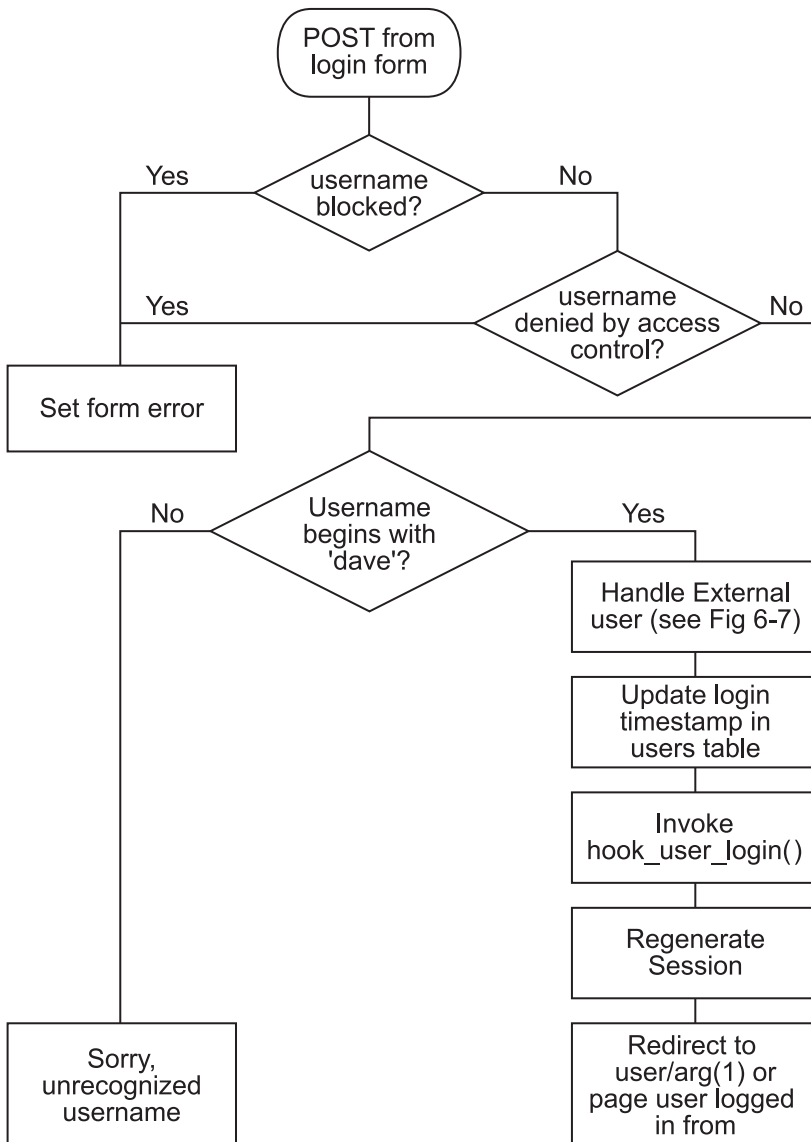 POST from
login form
Yes
username
blocked?
No
Yes
username
denied by access
control?
No
Set form error
No
Username
begins with
'dave'?
Yes
Handle External
user (see Fig 6-7)
Update login
timestamp in
users table
Invoke
hook_user_login()
Regenerate
Session
Sorry,
unrecognized
username
Redirect to
user/arg(1) or
page user logged
in from